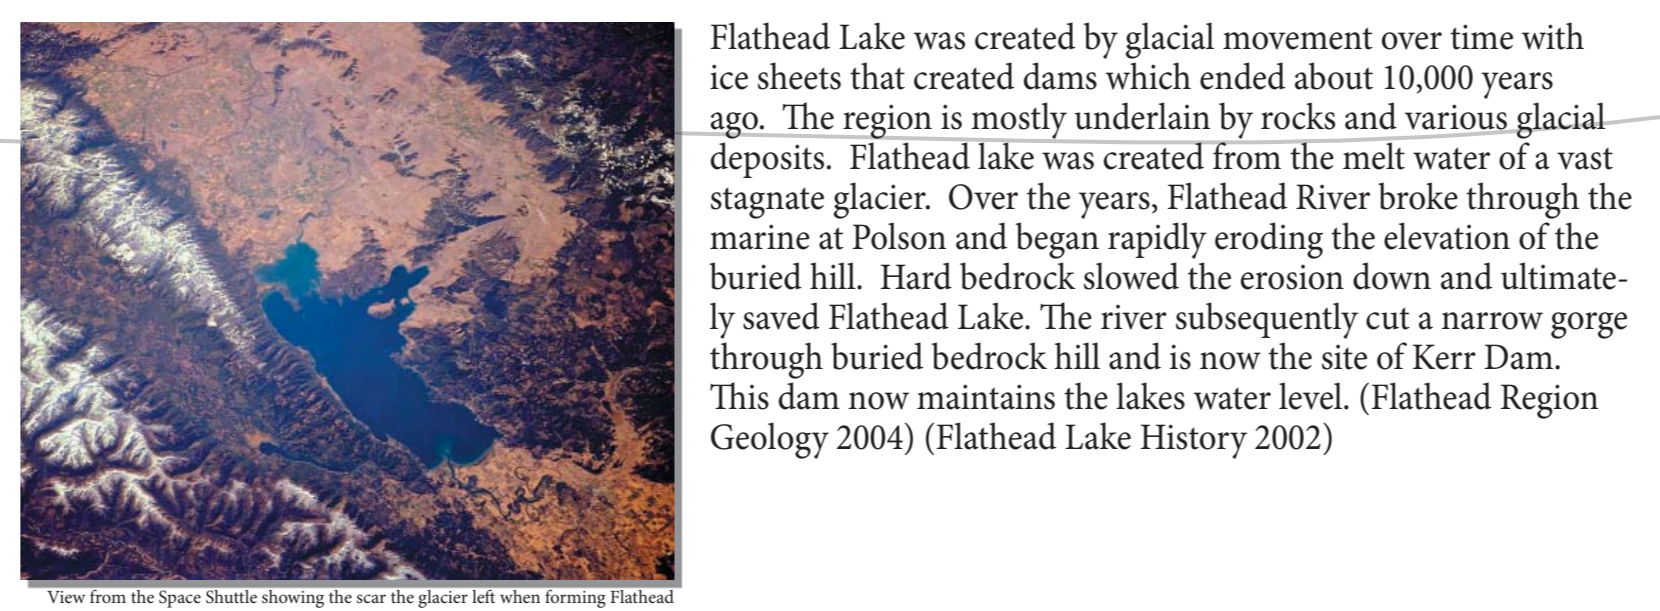 Flathead Lake was created by glacial movement over time with
ice sheets that created dams which ended about 10,000 years
ago.  The region is mostly underlain by rocks and various glacial
deposits.  Flathead lake was created from the melt water of a vast
stagnate glacier.  Over the years, Flathead River broke through the
marine at Polson and began rapidly eroding the elevation of the
buried hill.  Hard bedrock slowed the erosion down and ultimate-
ly saved Flathead Lake. The river subsequently cut a narrow gorge
through buried bedrock hill and is now the site of Kerr Dam.
This dam now maintains the lakes water level. (Flathead Region
Geology 2004) (Flathead Lake History 2002)
View from the Space Shuttle showing the scar the glacier left when forming Flathead